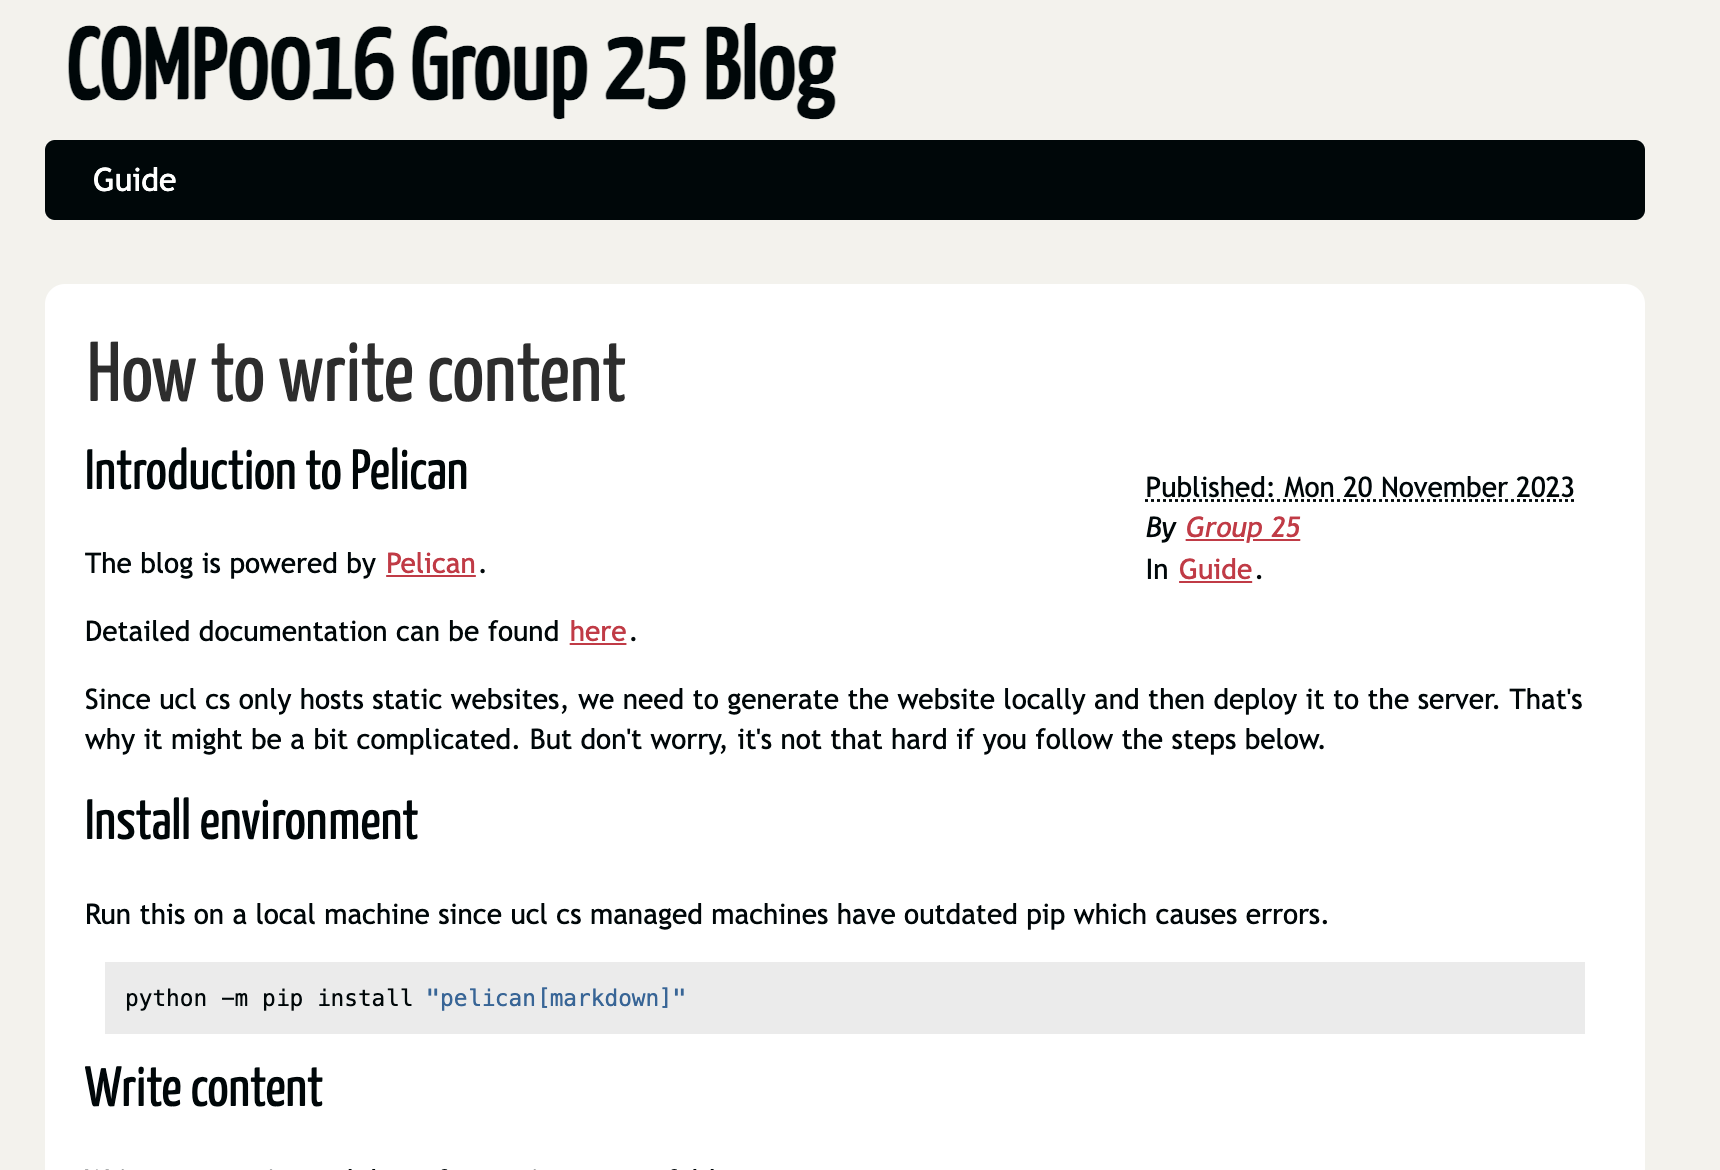 COMP0016 Group 25 Blog
Guide
How to write content
Introduction to Pelican
Published: Mon 20 November 2023
By Group 25
In Guide.
The blog is powered by Pelican.
Detailed documentation can be found here.
Since ucl cs only hosts static websites, we need to generate the website locally and then deploy it to the server. That's
why it might be a bit complicated. But don't worry, it's not that hard if you follow the steps below.
Install environment
Run this on a local machine since ucl cs managed machines have outdated pip which causes errors.
python -m pip install "pelican[markdown]"
Write content